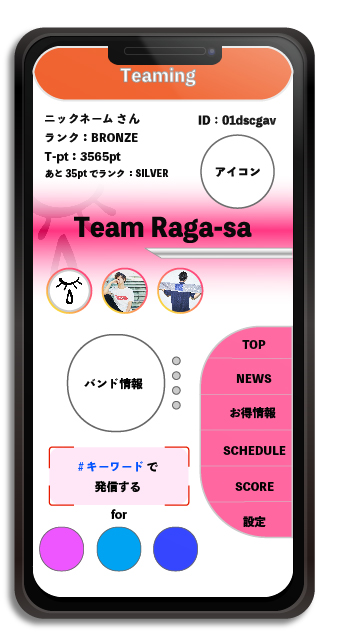 Teaming
ニックネーム さん
ID：01dscgav
ランク：BRONZE
T-pt：3565pt
あと 35pt でランク：SILVER
アイコン
Team Raga-sa
バンド情報
TOP
NEWS
お得情報
SCHEDULE
SCORE
設定
#キーワード で
発信する
for